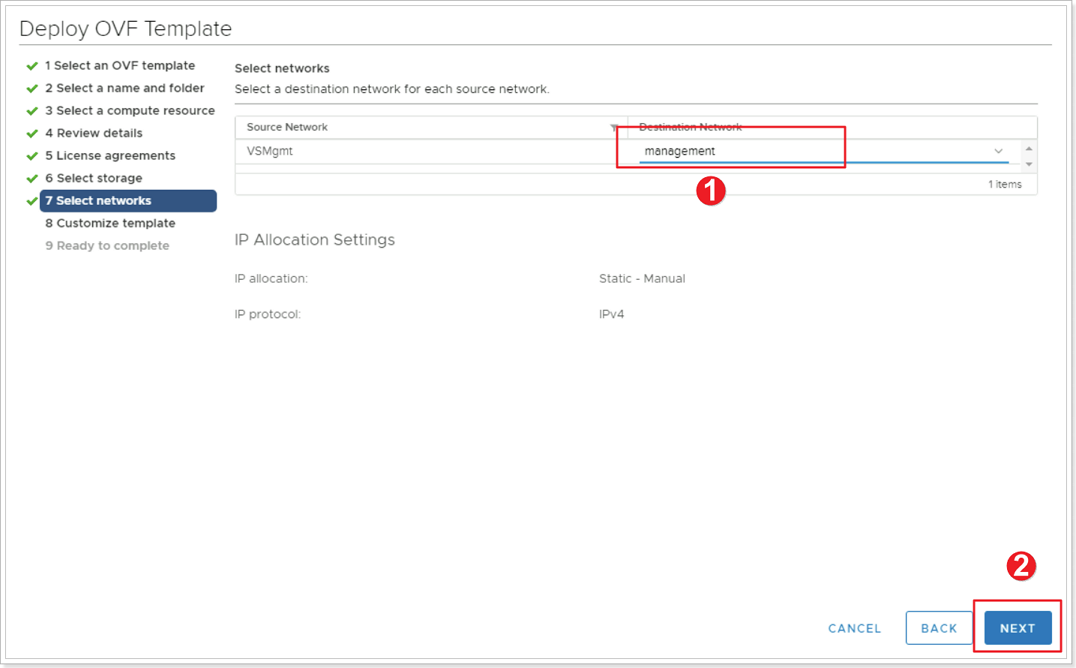 Deploy OVF Template
1 Select an OVF template
2 Select a name and folder
3 Select a compute resource
4 Review details
5 License agreements
6 Select storage
7 Select networks
8 Customize template
9 Ready to complete
Select networks
Select a destination network for each source network.
Source Network Destination Network
VSMgmt management
1
1 items
IP Allocation Settings
IP allocation: Static - Manual
IP protocol: IPv4
2
CANCEL BACK NEXT